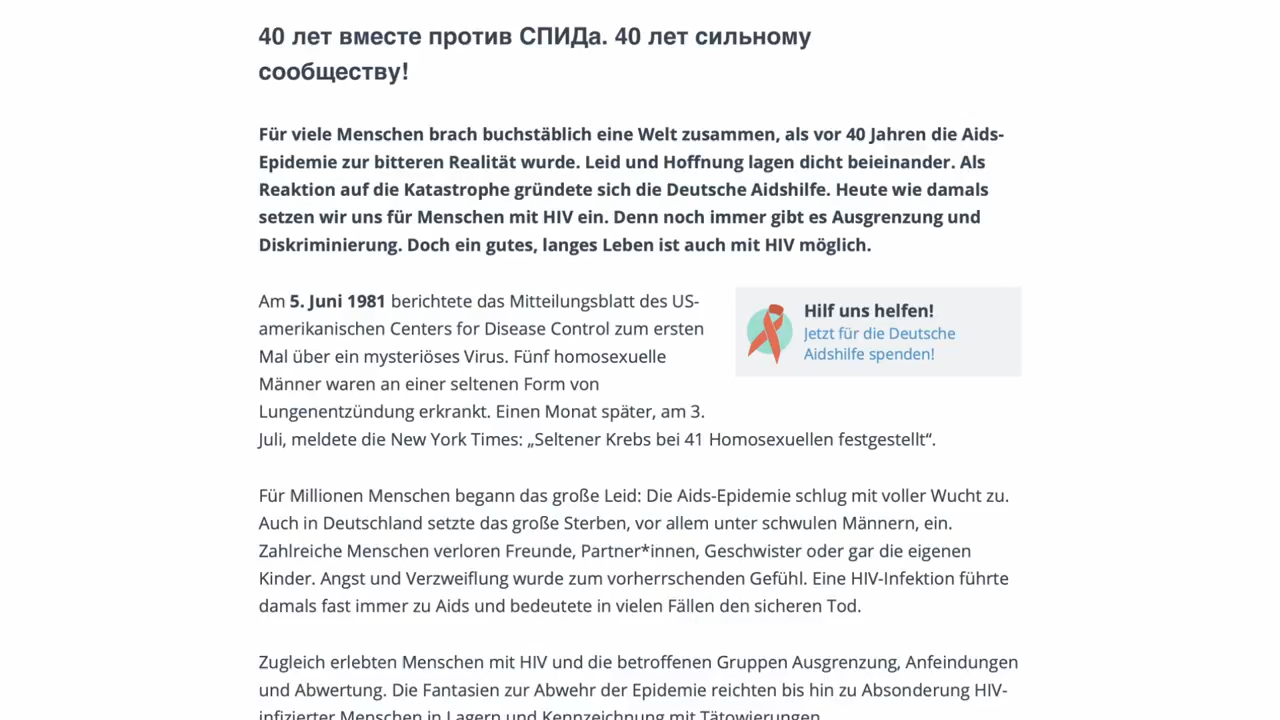 40 лет вместе против СПИДа. 40 лет сильному
сообществу!
Für viele Menschen brach buchstäblich eine Welt zusammen, als vor 40 Jahren die Aids-
Epidemie zur bitteren Realität wurde. Leid und Hoffnung lagen dicht beieinander. Als
Reaktion auf die Katastrophe gründete sich die Deutsche Aidshilfe. Heute wie damals
setzen wir uns für Menschen mit HIV ein. Denn noch immer gibt es Ausgrenzung und
Diskriminierung. Doch ein gutes, langes Leben ist auch mit HIV möglich.
Am 5. Juni 1981 berichtete das Mitteilungsblatt des US-
amerikanischen Centers for Disease Control zum ersten
Mal über ein mysteriöses Virus. Fünf homosexuelle
Männer waren an einer seltenen Form von
Lungenentzündung erkrankt. Einen Monat später, am 3.
Juli, meldete die New York Times: „Seltener Krebs bei 41 Homosexuellen festgestellt“.
Hilf uns helfen!
Jetzt für die Deutsche
Aidshilfe spenden!
Für Millionen Menschen begann das große Leid: Die Aids-Epidemie schlug mit voller Wucht zu.
Auch in Deutschland setzte das große Sterben, vor allem unter schwulen Männern, ein.
Zahlreiche Menschen verloren Freunde, Partner*innen, Geschwister oder gar die eigenen
Kinder. Angst und Verzweiflung wurde zum vorherrschenden Gefühl. Eine HIV-Infektion führte
damals fast immer zu Aids und bedeutete in vielen Fällen den sicheren Tod.
Zugleich erlebten Menschen mit HIV und die betroffenen Gruppen Ausgrenzung, Anfeindungen
und Abwertung. Die Fantasien zur Abwehr der Epidemie reichten bis hin zu Absonderung HIV-
infizierter Menschen in Lagern und Kennzeichnung mit Tätowierungen.